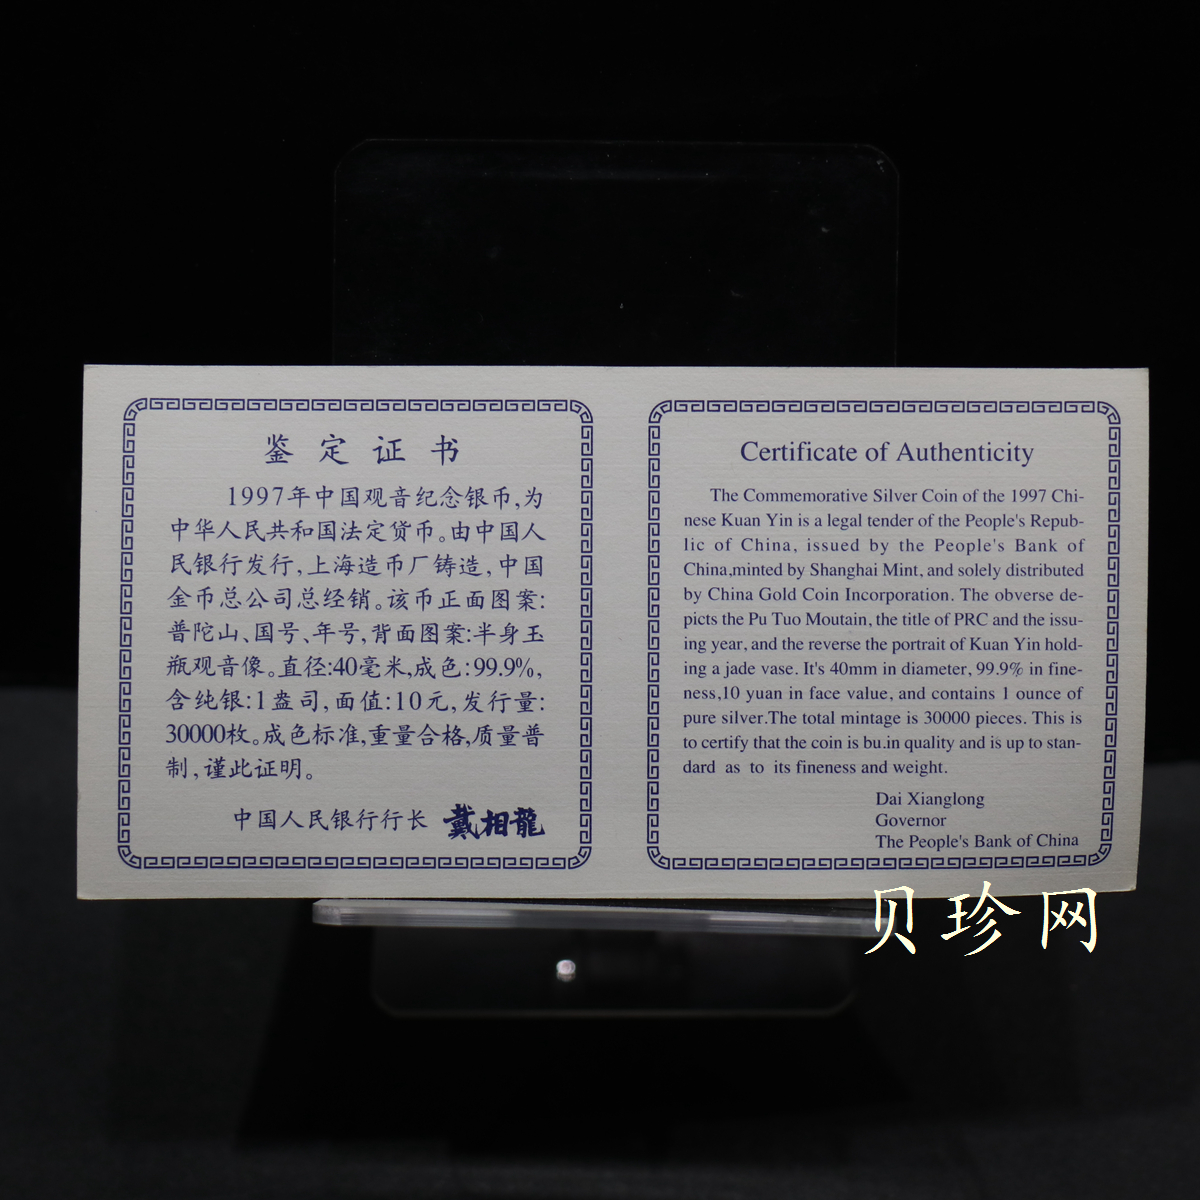 鉴定证书
1997年中国观音纪念银币,为
中华人民共和国法定货币。由中国人
民银行发行,上海造币厂铸造,中国
金币总公司总经销。该币正面图案:
普陀山、国号、年号,背面图案:半身玉
瓶观音像。直径:40毫米,成色:99.9%,
含纯银:1盎司,面值:10元,发行量:
30000枚。成色标准,重量合格,质量普
制,谨此证明。
中国人民银行行长 戴相龍
Certificate of Authenticity
The Commemorative Silver Coin of the 1997 Chi-
nese Kuan Yin is a legal tender of the People's Repub-
lic of China, issued by the People's Bank of
China,minted by Shanghai Mint, and solely distributed
by China Gold Coin Incorporation. The obverse de-
picts the Pu Tuo Moutain, the title of PRC and the issu-
ing year, and the reverse the portrait of Kuan Yin hold-
ing a jade vase. It's 40mm in diameter, 99.9% in fine-
ness,10 yuan in face value, and contains 1 ounce of
pure silver.The total mintage is 30000 pieces. This is
to certify that the coin is bu.in quality and is up to stan-
dard as to its fineness and weight.
Dai Xianglong
Governor
The People's Bank of China
贝珍网